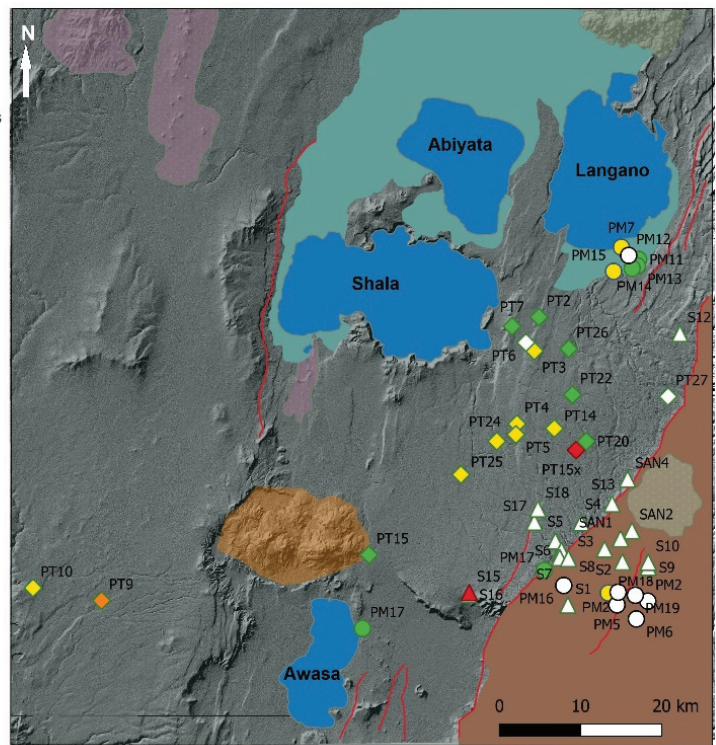 N
s
Abiyata
Langano
PM7
PM12
PM15
PM11
PM13
PM14
Shala
PT7
PT2
S12
PT6
PT26
PT3
PT27
PT22
PT24
PT4
PT14
PT5
PT20
PT25
PT15x
SAN4
S13
S18
S17
S4
S5
SAN1
SAN2
S3
S6
S10
PT15
PM17
S8
S2
S9
S7
PT10
PT9
S15
S1
PM18
PM2
S16
PM16
PM2
PM19
PM17
PM5
PM6
Awasa
0
10
20 km